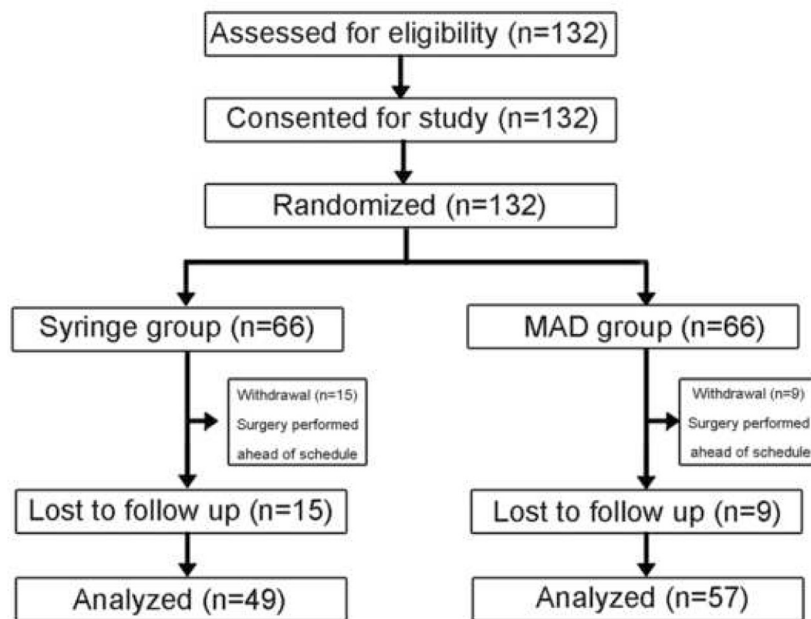 Assessed for eligibility (n=132)
Consented for study (n=132)
Randomized (n=132)
Syringe group (n=66)
MAD group (n=66)
Withdrawal (n=15)
Surgery performed
ahead of schedule
Withdrawal (n=9)
Surgery performed
ahead of schedule
Lost to follow up (n=15)
Lost to follow up (n=9)
Analyzed (n=49)
Analyzed (n=57)